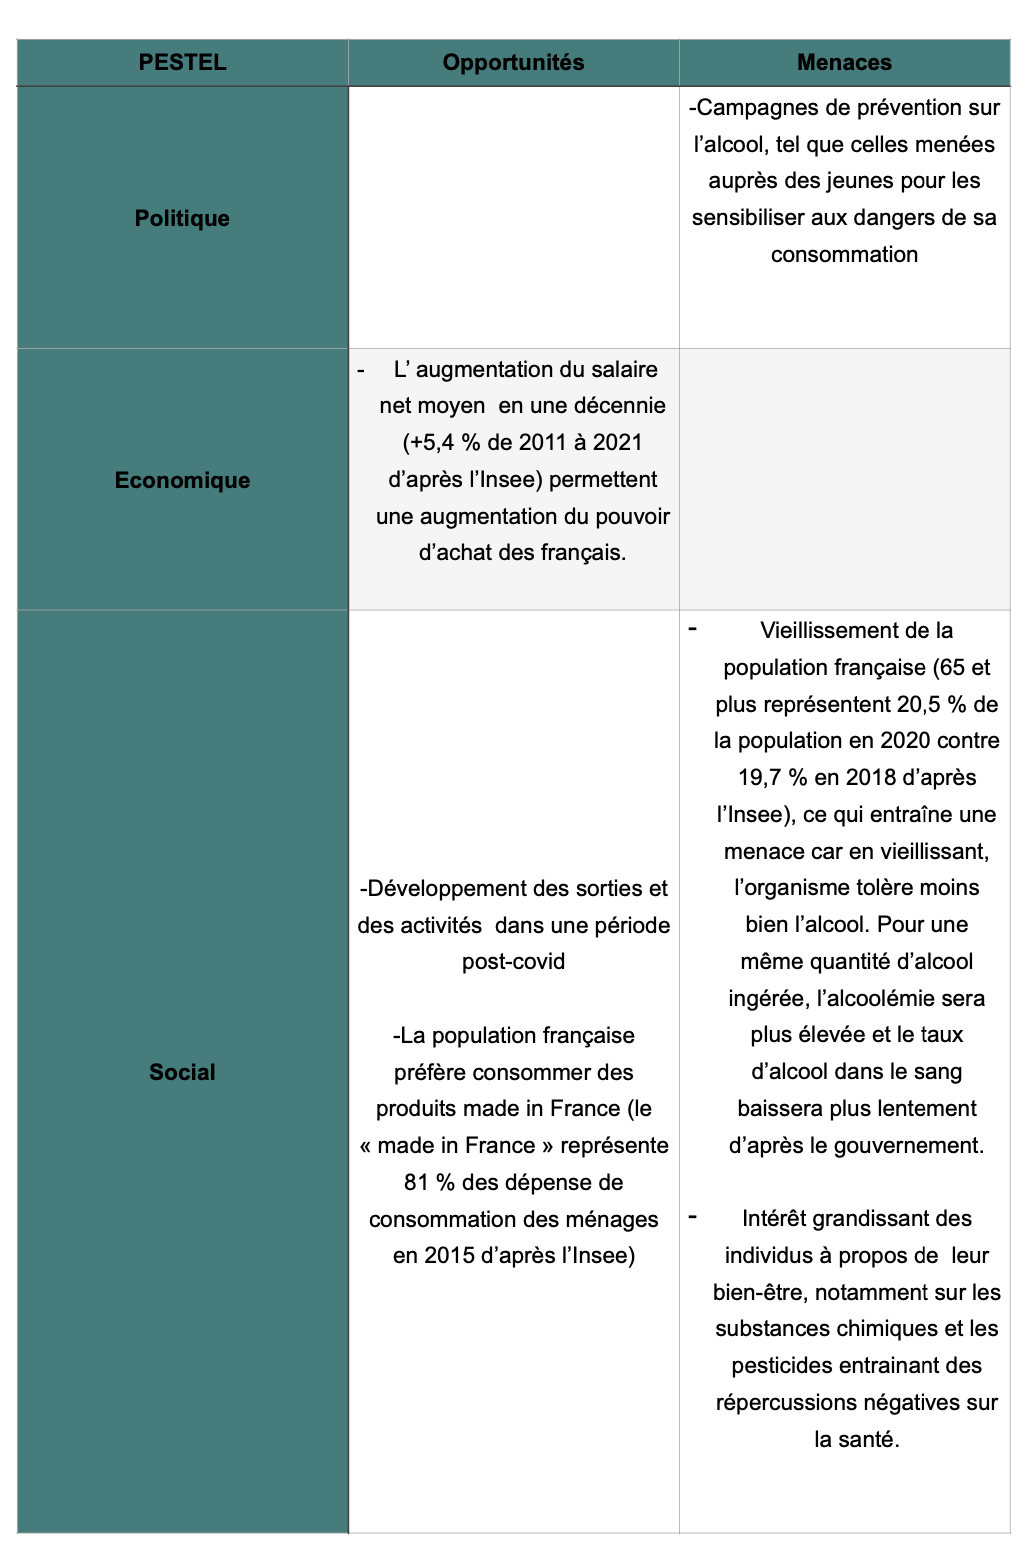 PESTEL
Opportunités
Menaces
Politique
-Campagnes de prévention sur
l’alcool, tel que celles menées
auprès des jeunes pour les
sensibiliser aux dangers de sa
consommation
Economique
- L’ augmentation du salaire
net moyen  en une décennie
(+5,4 % de 2011 à 2021
d’après l’Insee) permettent
une augmentation du pouvoir
d’achat des français.
Social
-Développement des sorties et
des activités  dans une période
post-covid
-La population française
préfère consommer des
produits made in France (le
« made in France » représente
81 % des dépense de
consommation des ménages
en 2015 d’après l’Insee)
- Vieillissement de la
population française (65 et
plus représentent 20,5 % de
la population en 2020 contre
19,7 % en 2018 d’après
l’Insee), ce qui entraîne une
menace car en vieillissant,
l’organisme tolère moins
bien l’alcool. Pour une
même quantité d’alcool
ingérée, l’alcoolémie sera
plus élevée et le taux
d’alcool dans le sang
baissera plus lentement
d’après le gouvernement.
- Intérêt grandissant des
individus à propos de  leur
bien-être, notamment sur les
substances chimiques et les
pesticides entrainant des
répercussions négatives sur
la santé.